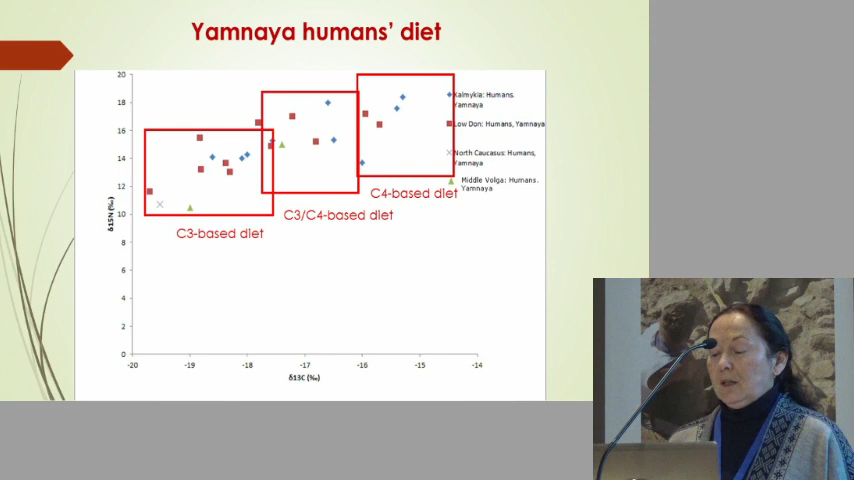 Yamnaya humans' diet
20
18
16
14
12
10
8
6
4
2
0
δ15N (‰)
-20
-19
-18
-17
-16
-15
-14
δ13C (‰)
Kalmykia: Humans.
Yamnaya
Low Don: Humans, Yamnaya
North Caucasus: Humans,
Yamnaya
Middle Volga: Humans.
Yamnaya
C4-based diet
C3/C4-based diet
C3-based diet